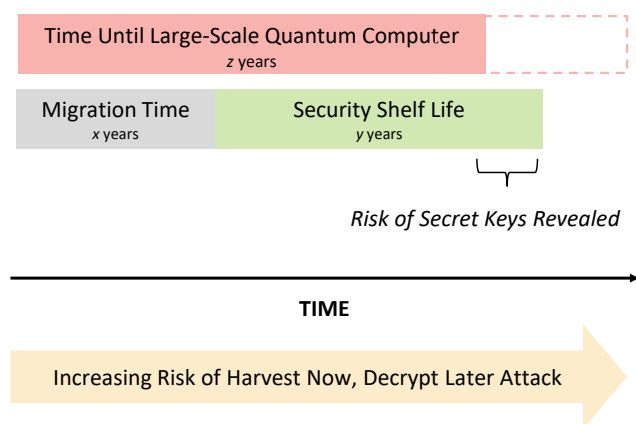 Time Until Large-Scale Quantum Computer
z years
Migration Time
x years
Security Shelf Life
y years
Risk of Secret Keys Revealed
TIME
Increasing Risk of Harvest Now, Decrypt Later Attack